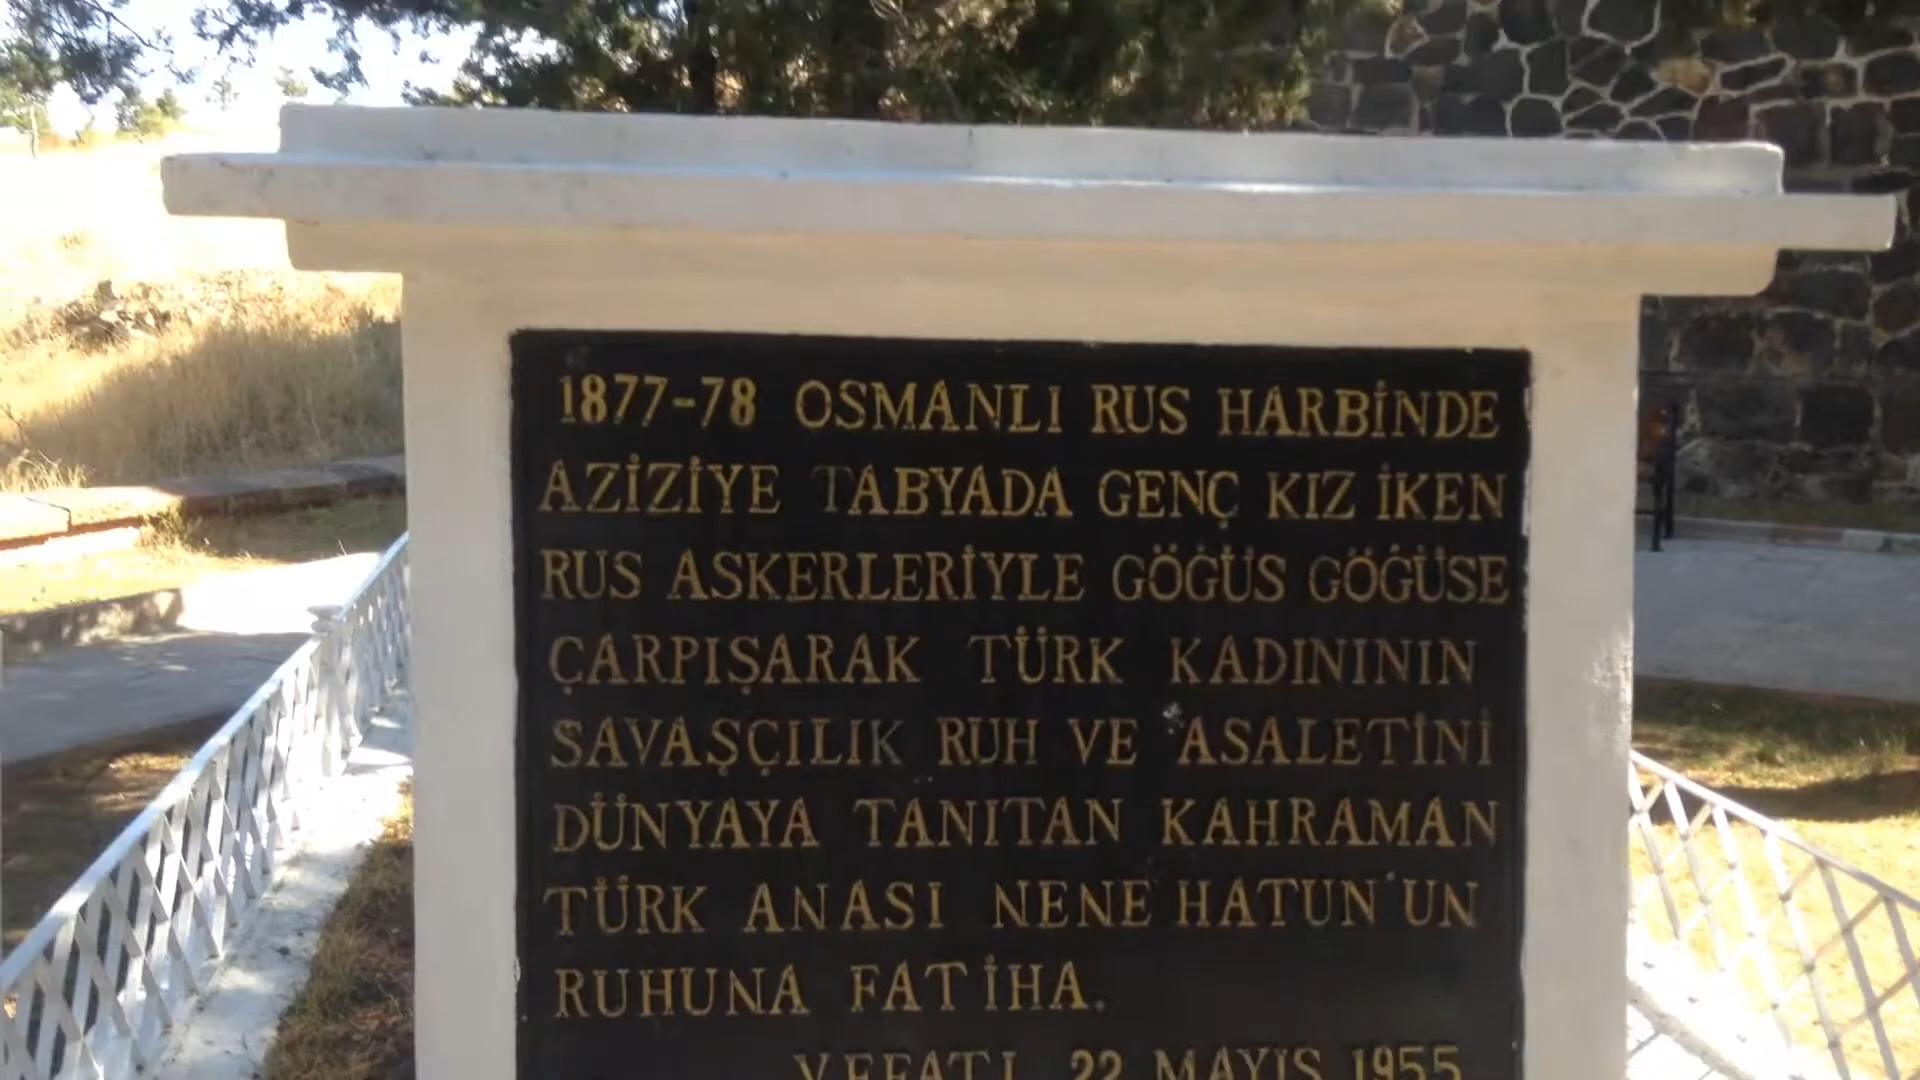 1877-78 OSMANLI RUS HARBİNDE
AZİZİYE TABYADA GENÇ KIZ İKEN
RUS ASKERLERİYLE GÖĞÜS GÖĞÜSE
ÇARPIŞARAK TÜRK KADINININ
SAVAŞÇILIK RUH VE ASALETİNİ
DÜNYAYA TANITAN KAHRAMAN
TÜRK ANASI NENE HATUN'UN
RUHUNA FATİHA.
VEFATI 22 MAYIS 1955